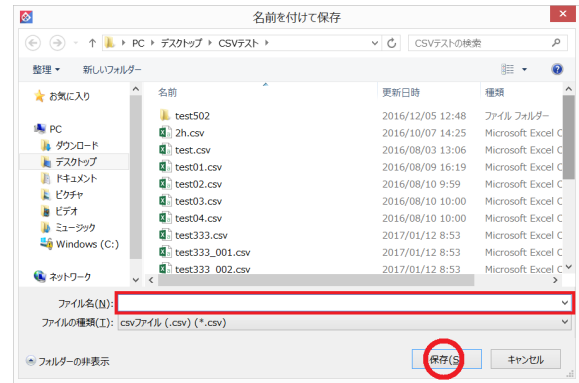 名前を付けて保存
PC ▸ デスクトップ ▸ CSVテスト ▸
CSVテストの検索
整理 新しいフォルダー
名前 更新日時 種類
お気に入り
PC
ダウンロード
デスクトップ
ドキュメント
ピクチャ
ビデオ
ミュージック
Windows (C:)
ネットワーク
test502 2016/12/05 12:48 ファイル フォルダー
2h.csv 2016/10/07 14:25 Microsoft Excel C
test.csv 2016/08/03 13:06 Microsoft Excel C
test01.csv 2016/08/09 16:19 Microsoft Excel C
test02.csv 2016/08/10 9:59 Microsoft Excel C
test03.csv 2016/08/10 10:00 Microsoft Excel C
test04.csv 2016/08/10 10:00 Microsoft Excel C
test333.csv 2017/01/12 8:53 Microsoft Excel C
test333_001.csv 2017/01/12 8:53 Microsoft Excel C
test333_002.csv 2017/01/12 8:53 Microsoft Excel C
ファイル名(N):
ファイルの種類(T): csvファイル (.csv) (*.csv)
フォルダーの非表示
保存(S
キャンセル